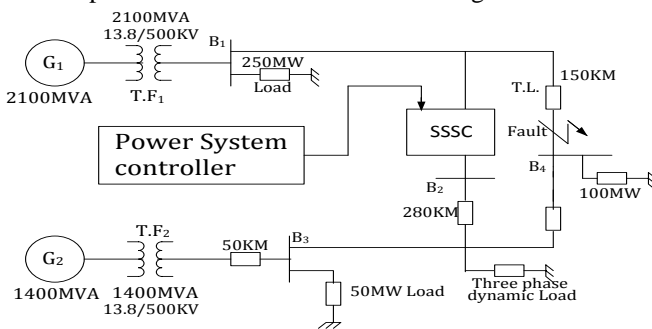 2100MVA
13.8/500KV
G₁
2100MVA
T.F₁
B₁
250MW
Load
T.L.
150KM
Fault
SSSC
Power System
controller
B₂
B₄
100MW
280KM
T.F₂
50KM
B₃
G₂
1400MVA
1400MVA
13.8/500KV
50MW Load
Three phase
dynamic Load